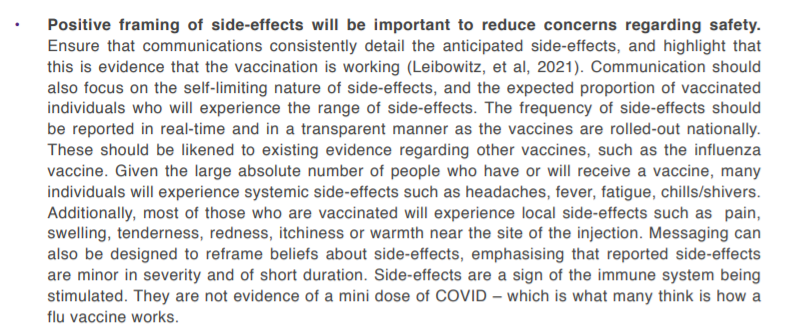 • Positive framing of side-effects will be important to reduce concerns regarding safety.
Ensure that communications consistently detail the anticipated side-effects, and highlight that
this is evidence that the vaccination is working (Leibowitz, et al, 2021). Communication should
also focus on the self-limiting nature of side-effects, and the expected proportion of vaccinated
individuals who will experience the range of side-effects. The frequency of side-effects should
be reported in real-time and in a transparent manner as the vaccines are rolled-out nationally.
These should be likened to existing evidence regarding other vaccines, such as the influenza
vaccine. Given the large absolute number of people who have or will receive a vaccine, many
individuals will experience systemic side-effects such as headaches, fever, fatigue, chills/shivers.
Additionally, most of those who are vaccinated will experience local side-effects such as pain,
swelling, tenderness, redness, itchiness or warmth near the site of the injection. Messaging can
also be designed to reframe beliefs about side-effects, emphasising that reported side-effects
are minor in severity and of short duration. Side-effects are a sign of the immune system being
stimulated. They are not evidence of a mini dose of COVID – which is what many think is how a
flu vaccine works.